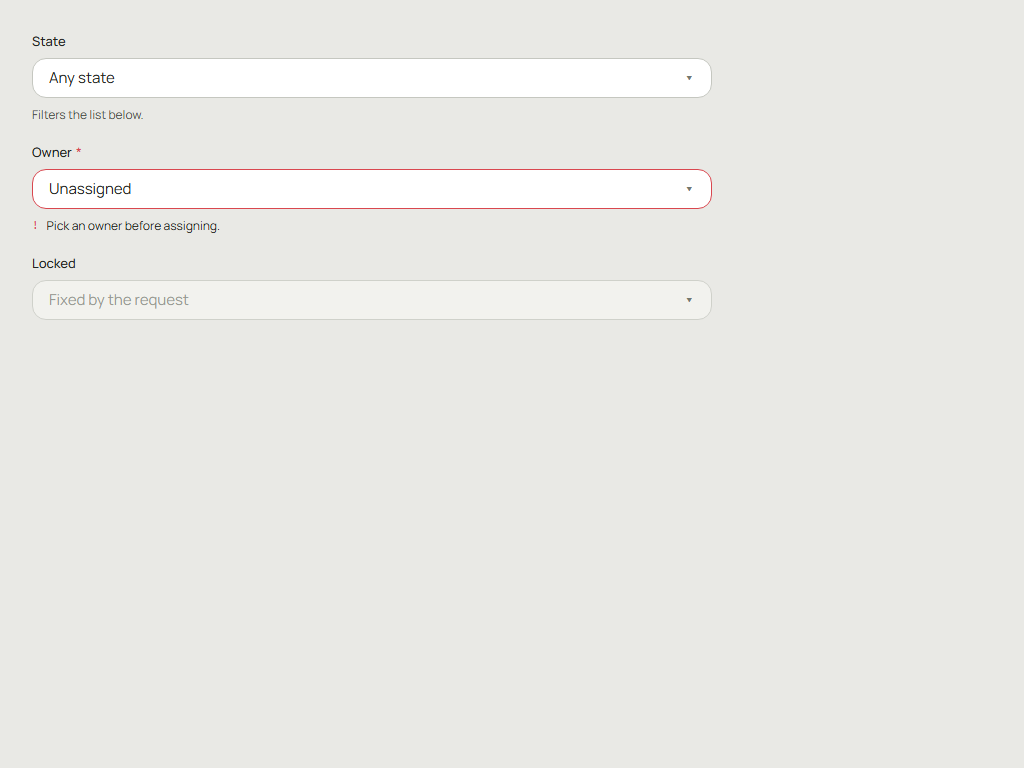 State
Any state
Filters the list below.
Owner *
Unassigned
! Pick an owner before assigning.
Locked
Fixed by the request